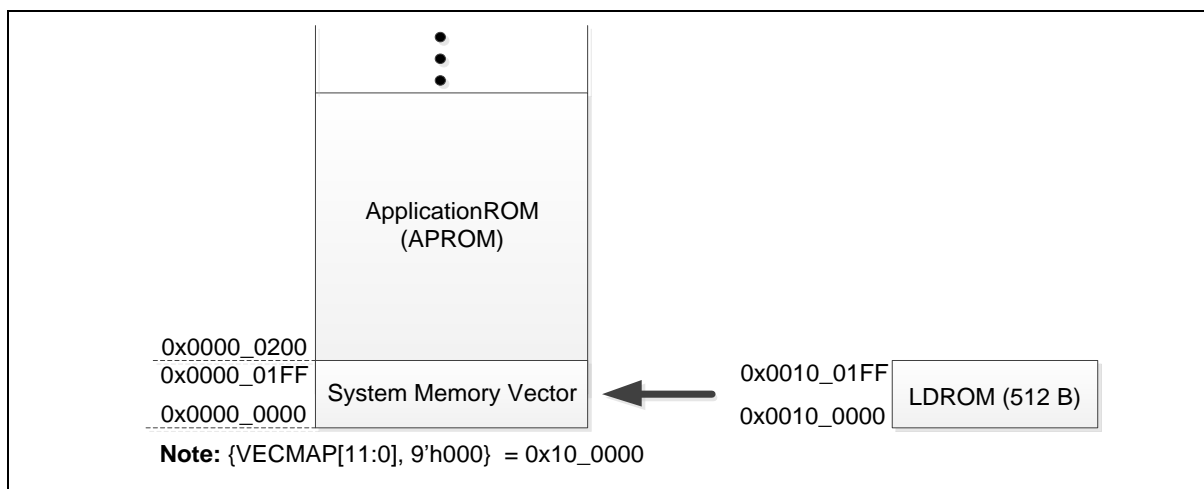 ApplicationROM
(APROM)
0x0000_0200
0x0000_01FF
System Memory Vector
0x0000_0000
0x0010_01FF
LDROM (512 B)
0x0010_0000
Note: {VECMAP[11:0], 9’h000}  = 0x10_0000